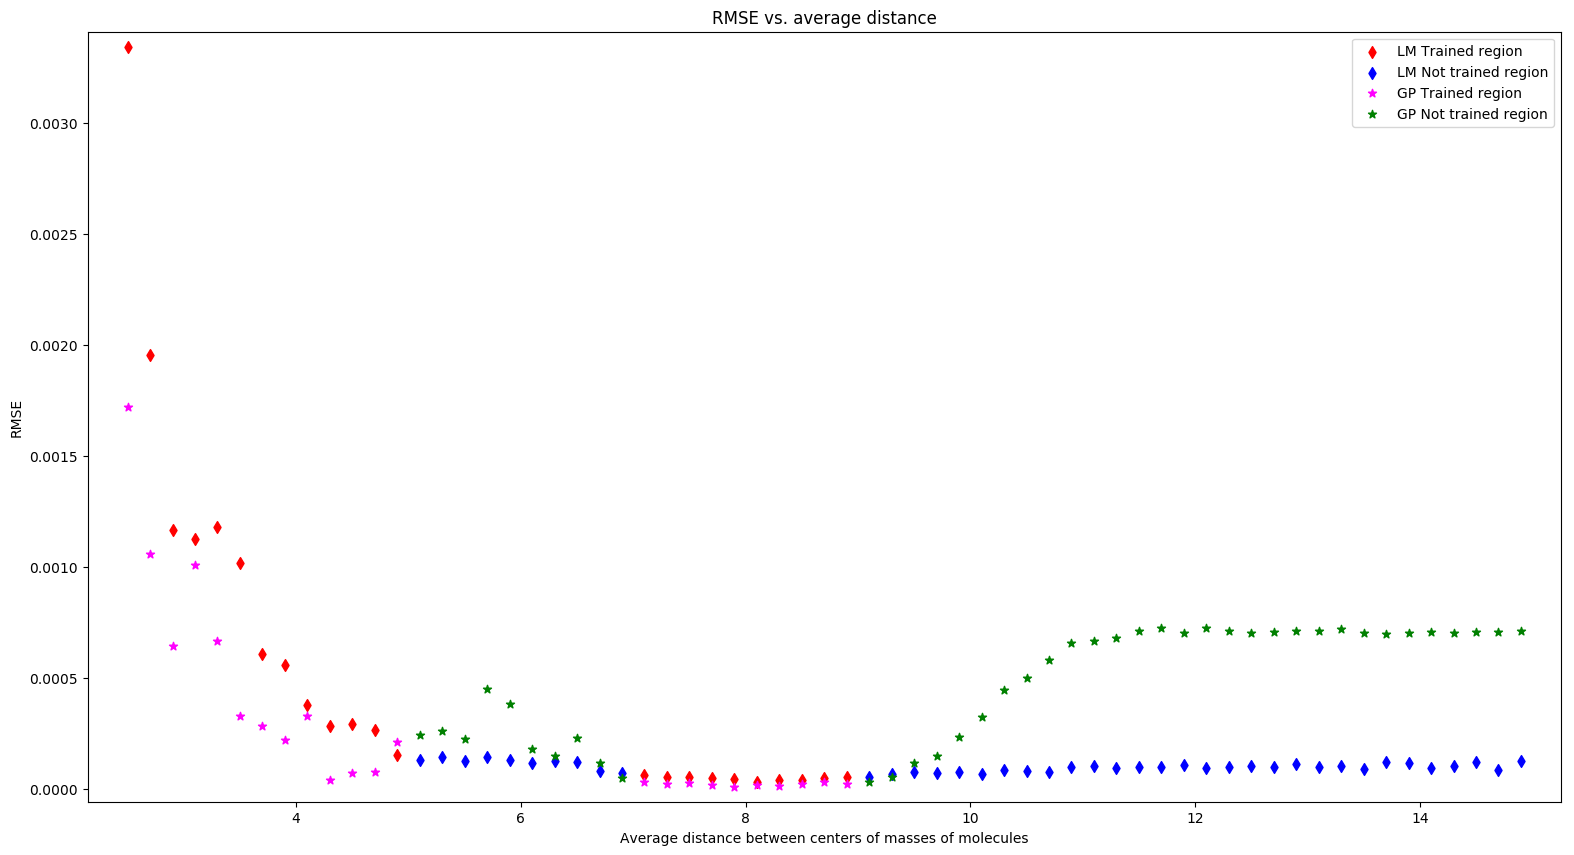 RMSE vs. average distance
LM Trained region
LM Not trained region
GP Trained region
GP Not trained region
RMSE
0.0030
0.0025
0.0020
0.0015
0.0010
0.0005
0.0000
4 6 8 10 12 14
Average distance between centers of masses of molecules